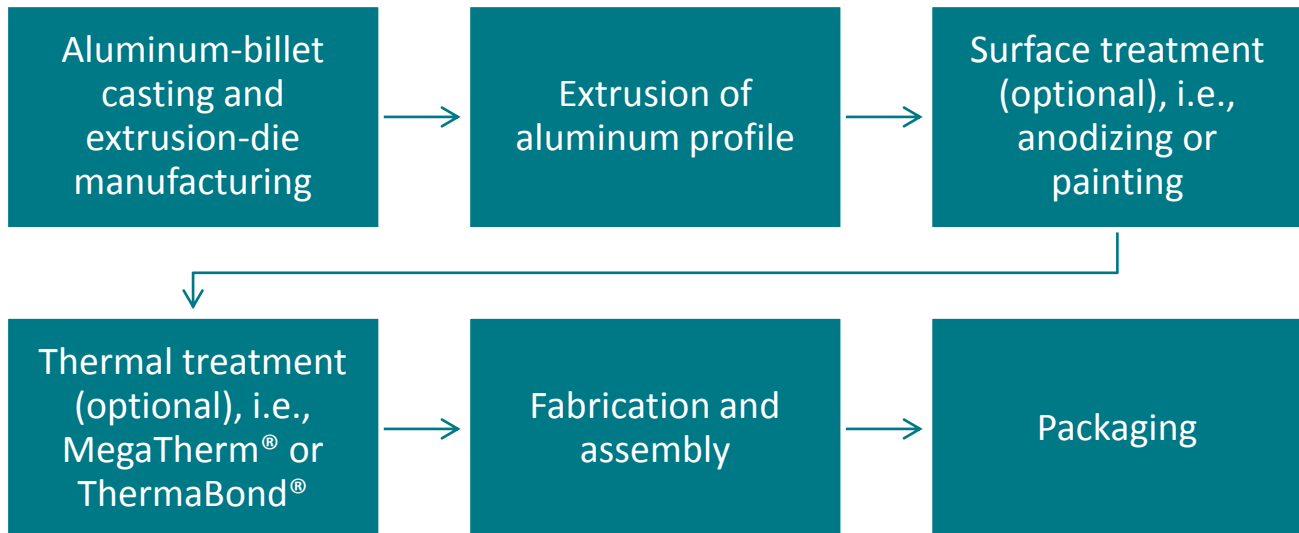 Aluminum-billet
casting and
extrusion-die
manufacturing
Extrusion of
aluminum profile
Surface treatment
(optional), i.e.,
anodizing or
painting
Thermal treatment
(optional), i.e.,
MegaTherm® or
ThermaBond®
Fabrication and
assembly
Packaging